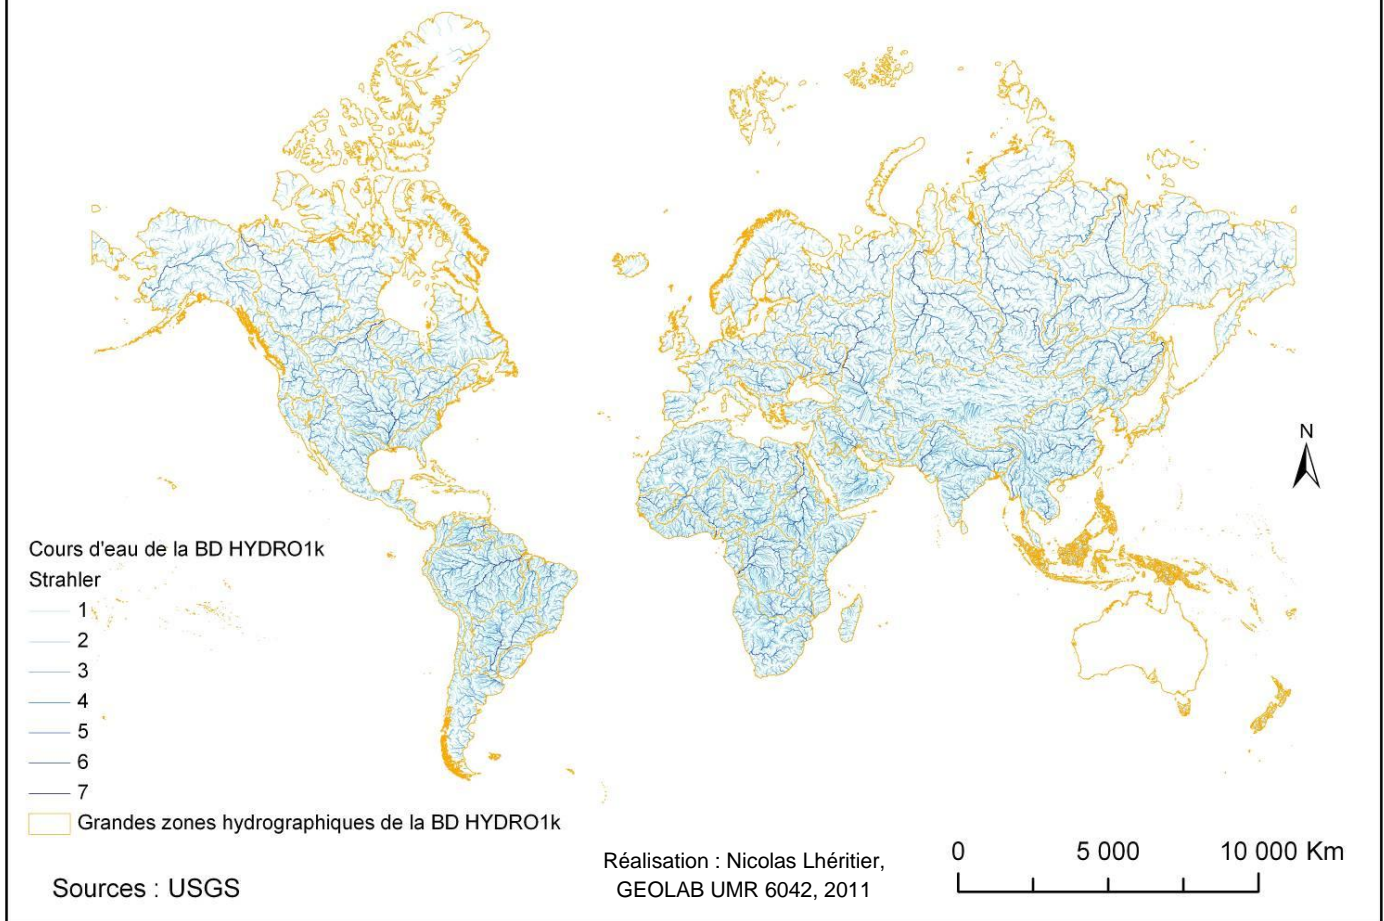 N
Cours d'eau de la BD HYDRO1k
Strahler
1
2
3
4
5
6
7
Grandes zones hydrographiques de la BD HYDRO1k
Sources : USGS
Réalisation : Nicolas Lhéritier,
GEOLAB UMR 6042, 2011
0 5 000 10 000 Km